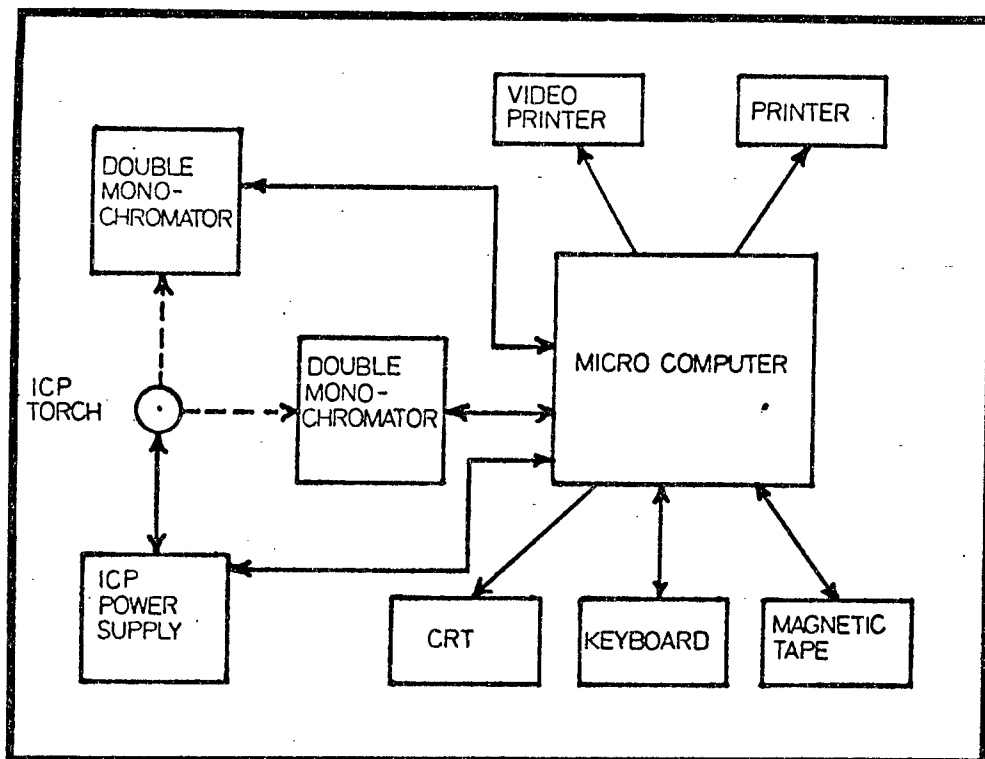 VIDEO
PRINTER
PRINTER
DOUBLE
MONO-
CHROMATOR
DOUBLE
MONO-
CHROMATOR
MICRO COMPUTER
ICP
TORCH
ICP
POWER
SUPPLY
CRT
KEYBOARD
MAGNETIC
TAPE